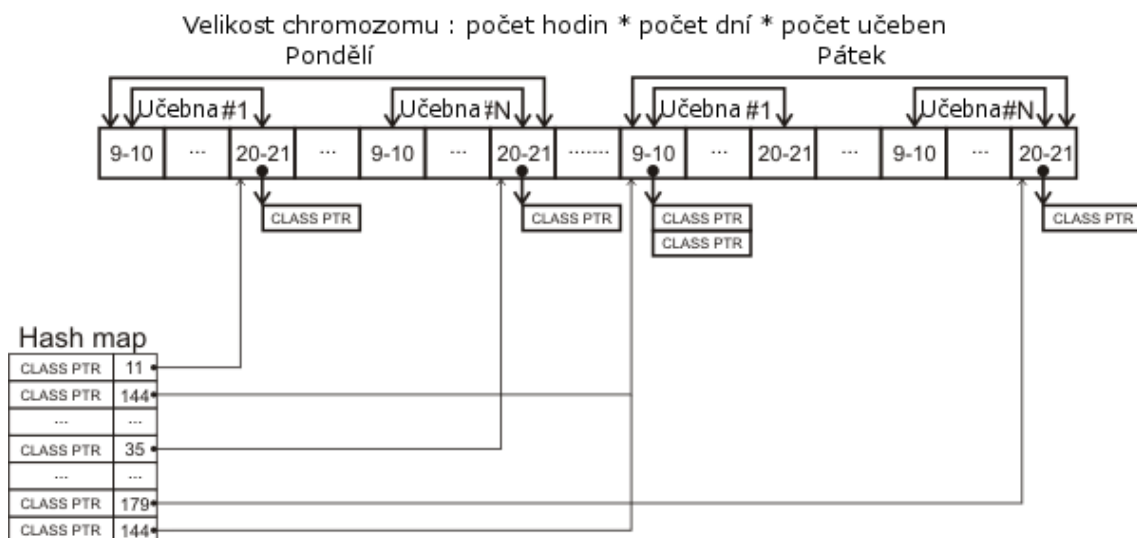 Velikost chromozomu : počet hodin * počet dní * počet učeben
Pondělí Pátek
Učebna #1 Učebna #N Učebna #1 Učebna #N
9-10 ... 20-21 ... 9-10 ... 20-21 ....... 9-10 ... 20-21 ... 9-10 ... 20-21
CLASS PTR CLASS PTR CLASS PTR CLASS PTR
CLASS PTR
Hash map
CLASS PTR 11
CLASS PTR 144
... ...
CLASS PTR 35
... ...
CLASS PTR 179
CLASS PTR 144